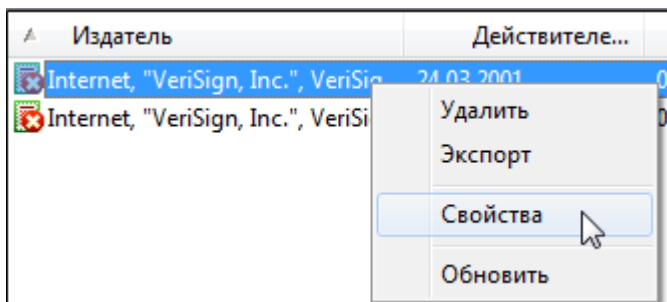 Издатель Действителе...
Internet, "VeriSign, Inc.", VeriSig 24.03.2001
Internet, "VeriSign, Inc.", VeriSi
Удалить
Экспорт
Свойства
Обновить